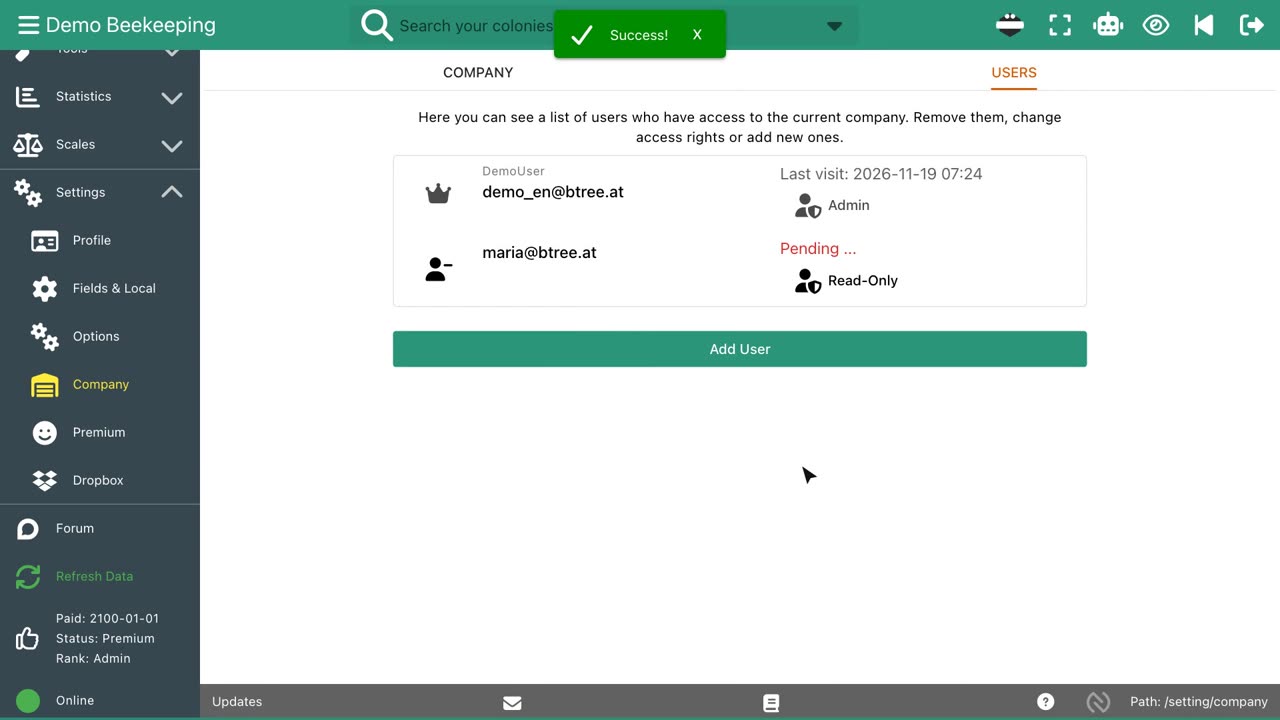 Demo Beekeeping
Search your colonies
Success!
X
Tools
Statistics
Scales
Settings
Profile
Fields & Local
Options
Company
Premium
Dropbox
Forum
Refresh Data
Paid: 2100-01-01
Status: Premium
Rank: Admin
Online
COMPANY
USERS
Here you can see a list of users who have access to the current company. Remove them, change
access rights or add new ones.
DemoUser
demo_en@btree.at
Last visit: 2026-11-19 07:24
Admin
maria@btree.at
Pending ...
Read-Only
Add User
Updates
Path: /setting/company